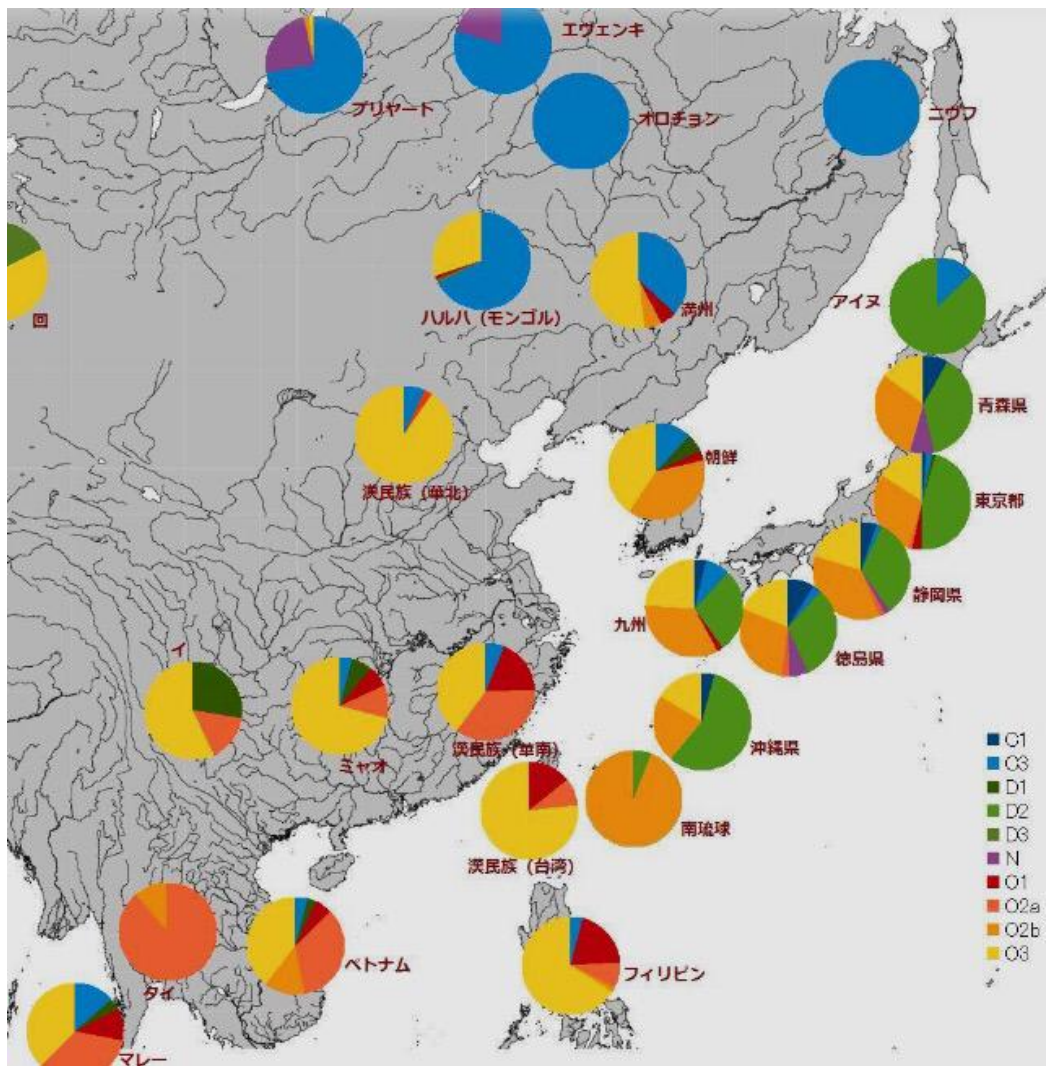 エヴェンキ
ブリヤート
オロチョン
ニヴフ
回
ハルハ（モンゴル）
満州
アイヌ
青森県
漢民族（華北）
朝鮮
東京都
静岡県
九州
徳島県
イ
ミャオ
漢民族（華南）
沖縄県
南琉球
漢民族（台湾）
タイ
ベトナム
フィリピン
マレー
C1
C3
D1
D2
D3
N
O1
O2a
O2b
O3